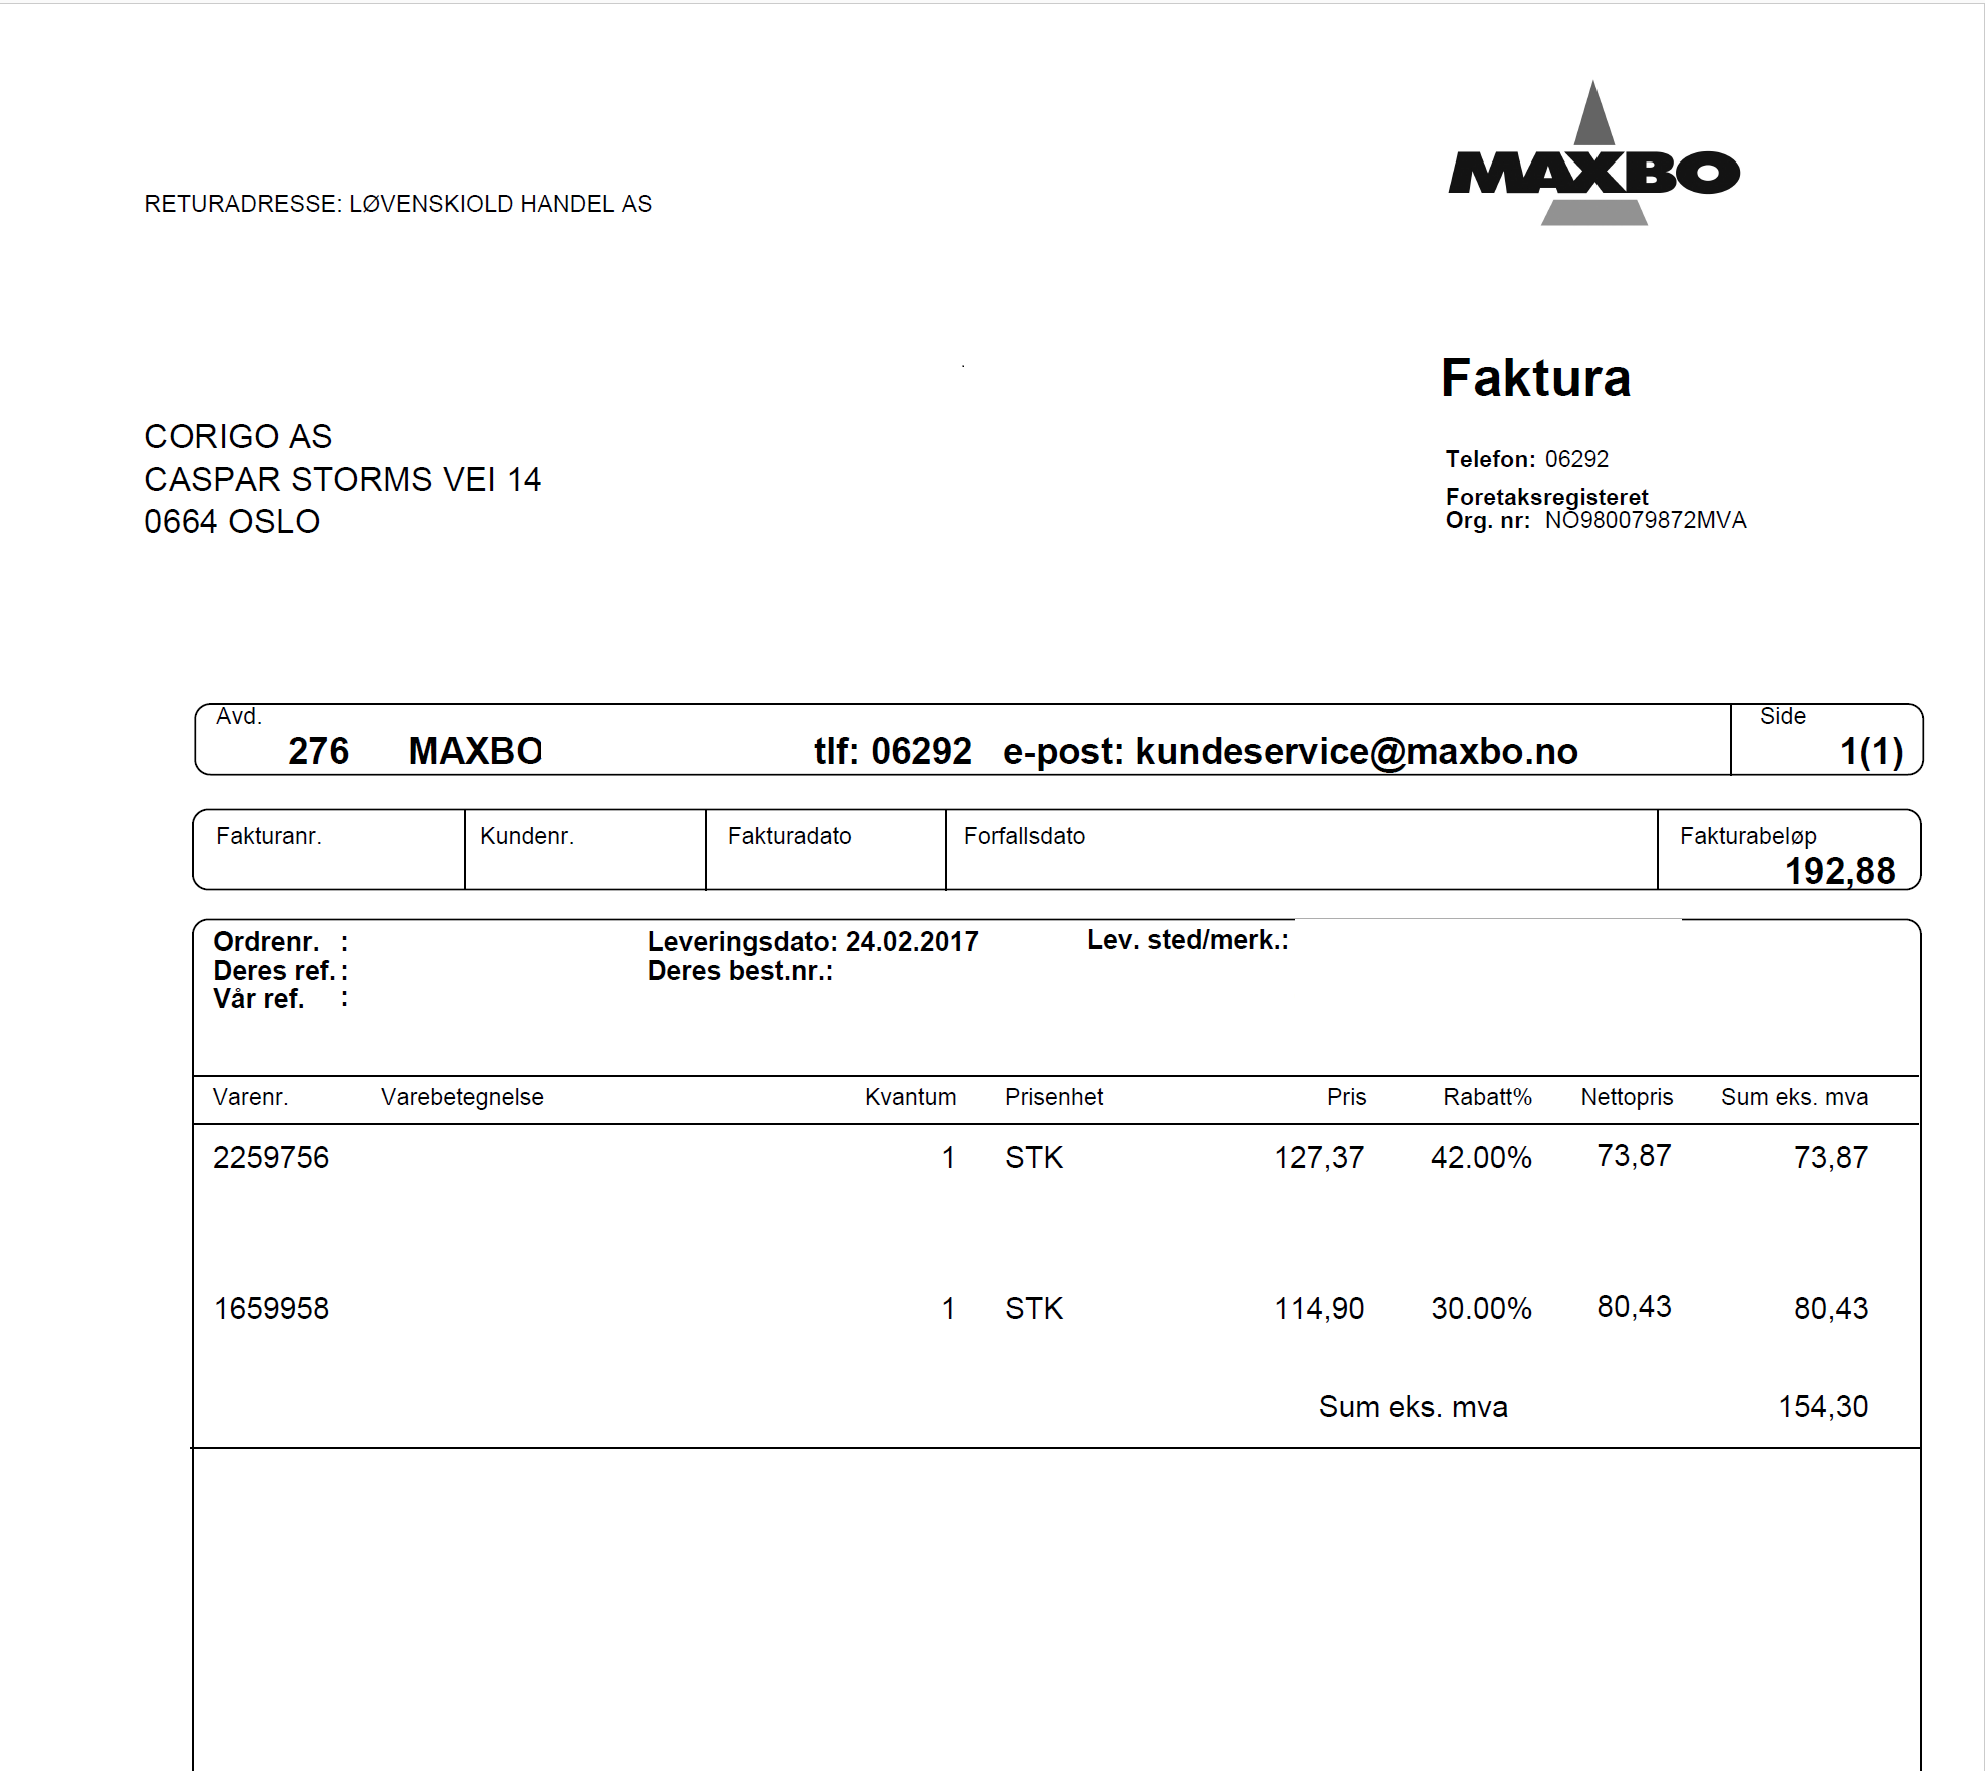 MAXBO
RETURADRESSE: LØVENSKIOLD HANDEL AS
Faktura
CORIGO AS
CASPAR STORMS VEI 14
0664 OSLO
Telefon: 06292
Foretaksregisteret
Org. nr: NO980079872MVA
Avd. Side
276 MAXBO tlf: 06292 e-post: kundeservice@maxbo.no 1(1)
Fakturanr. Kundenr. Fakturadato Forfallsdato Fakturabeløp
192,88
Ordrenr. : Leveringsdato: 24.02.2017 Lev. sted/merk.:
Deres ref. : Deres best.nr.:
Vår ref. :
Varenr. Varebetegnelse Kvantum Prisenhet Pris Rabatt% Nettopris Sum eks. mva
2259756 1 STK 127,37 42.00% 73,87 73,87
1659958 1 STK 114,90 30.00% 80,43 80,43
Sum eks. mva 154,30